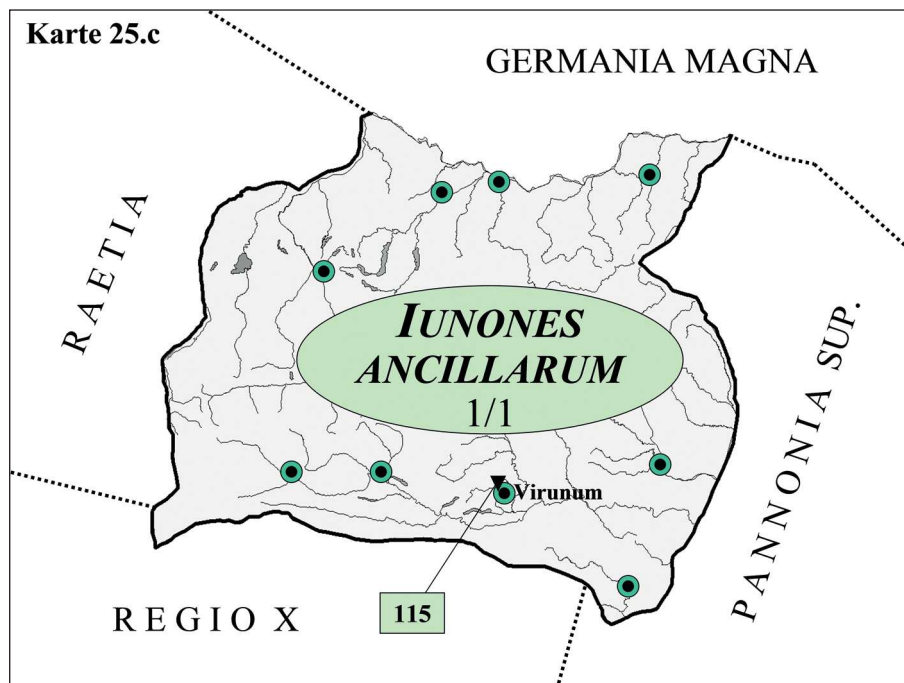 Karte 25.c
GERMANIA MAGNA
RAETIA
IUNONES
ANCILLARUM
1/1
PANNONIA SUP.
Virunum
115
REGIO X